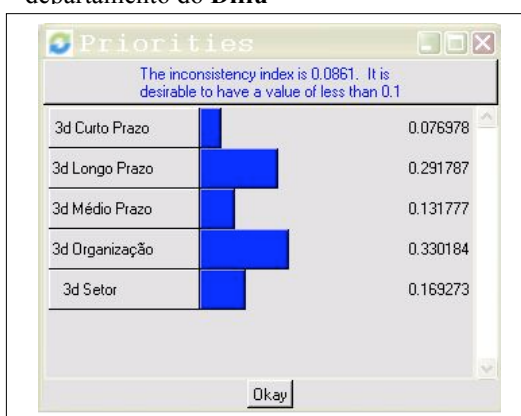 departamento do
Priorities
The inconsistency index is 0.0861. It is
desirable to have a value of less than 0.1
3d Curto Prazo 0.076978
3d Longo Prazo 0.291787
3d Médio Prazo 0.131777
3d Organização 0.330184
3d Setor 0.169273
Okay